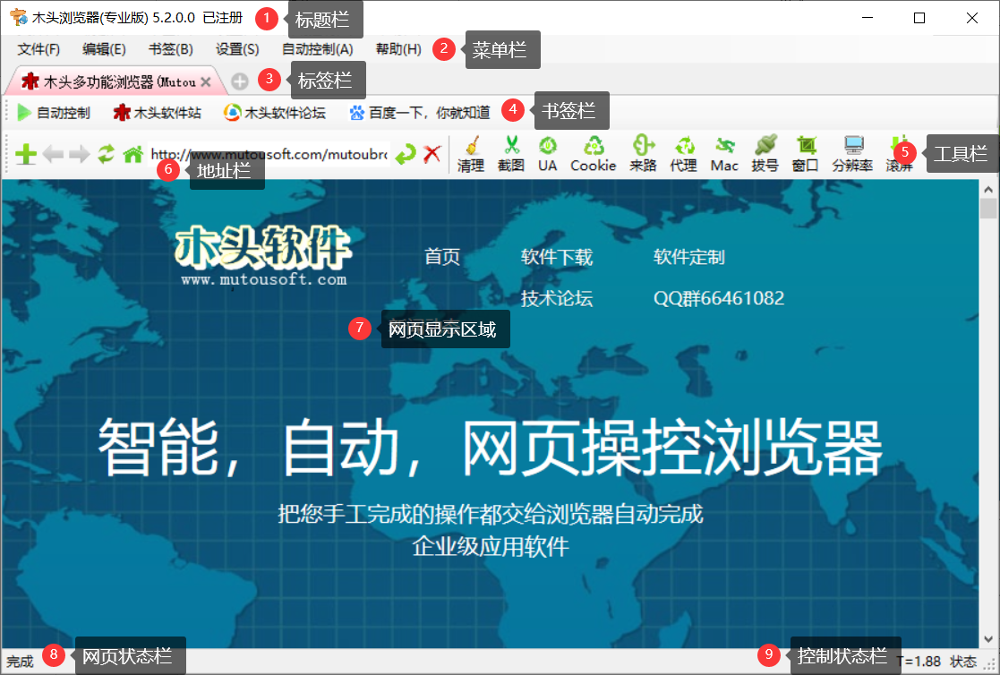 木头浏览器(专业版) 5.2.0.0 已注册 1 标题栏
文件(F) 编辑(E) 书签(B) 设置(S) 自动控制(A) 帮助(H) 2 菜单栏
木头多功能浏览器(Mutou 3 标签栏
自动控制 木头软件站 木头软件论坛 百度一下，你就知道 4 书签栏
http://www.mutousoft.com/mutoubro
清理 截图 UA Cookie 来路 代理 Mac 拨号 窗口 分辨率 滚屏 5 工具栏
6 地址栏
木头软件
www.mutousoft.com
首页 软件下载 软件定制
技术论坛 QQ群66461082
7 网页显示区域
智能，自动，网页操控浏览器
把您手工完成的操作都交给浏览器自动完成
企业级应用软件
完成 8 网页状态栏 9 控制状态栏 T=1.88 状态